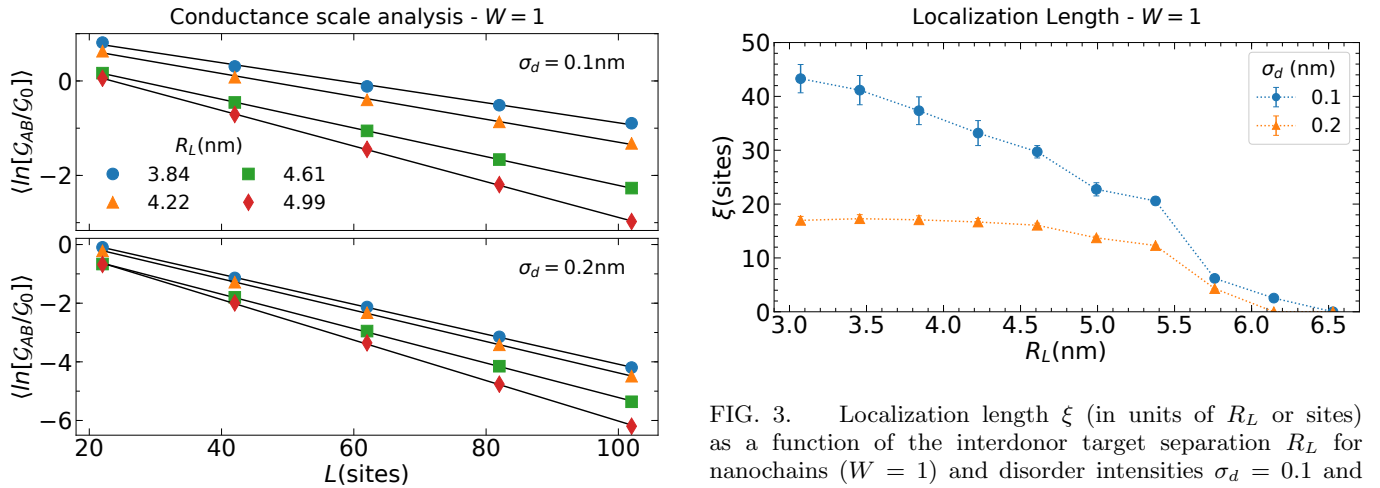 Conductance scale analysis - W = 1
⟨ln[𝒢_AB/𝒢_0]⟩
0
−2
σ_d = 0.1nm
R_L(nm)
3.84
4.61
4.22
4.99
⟨ln[𝒢_AB/𝒢_0]⟩
0
−2
−4
−6
σ_d = 0.2nm
20 40 60 80 100
L(sites)
Localization Length - W = 1
ξ(sites)
50
40
30
20
10
0
σ_d (nm)
0.1
0.2
3.0 3.5 4.0 4.5 5.0 5.5 6.0 6.5
R_L(nm)
FIG. 3. Localization length ξ (in units of R_L or sites)
as a function of the interdonor target separation R_L for
nanochains (W = 1) and disorder intensities σ_d = 0.1 and